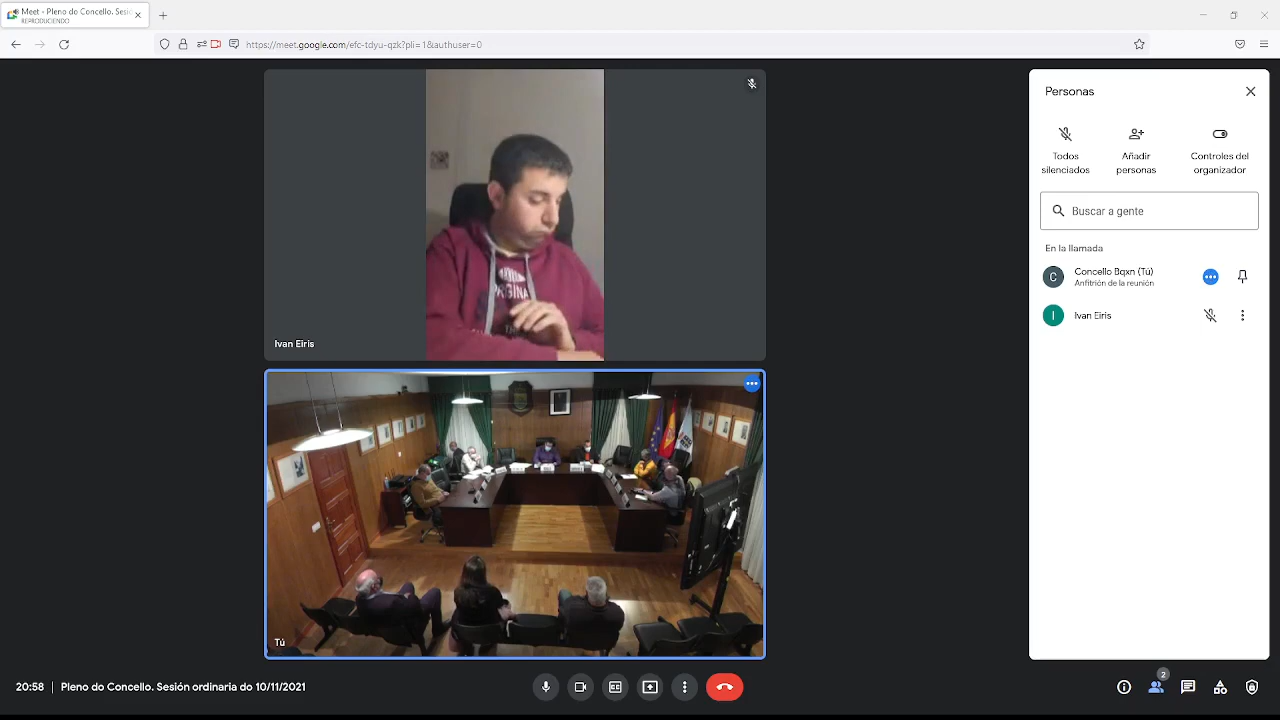 Meet - Pleno do Concello. Sesi
REPRODUCIENDO
https://meet.google.com/efc-tdyu-qzk?pli=1&authuser=0
Ivan Eiris
Tú
Personas
Todos silenciados
Añadir personas
Controles del organizador
Buscar a gente
En la llamada
C
Concello Bqxn (Tú)
Anfitrión de la reunión
I
Ivan Eiris
20:58
Pleno do Concello. Sesión ordinaria do 10/11/2021
2